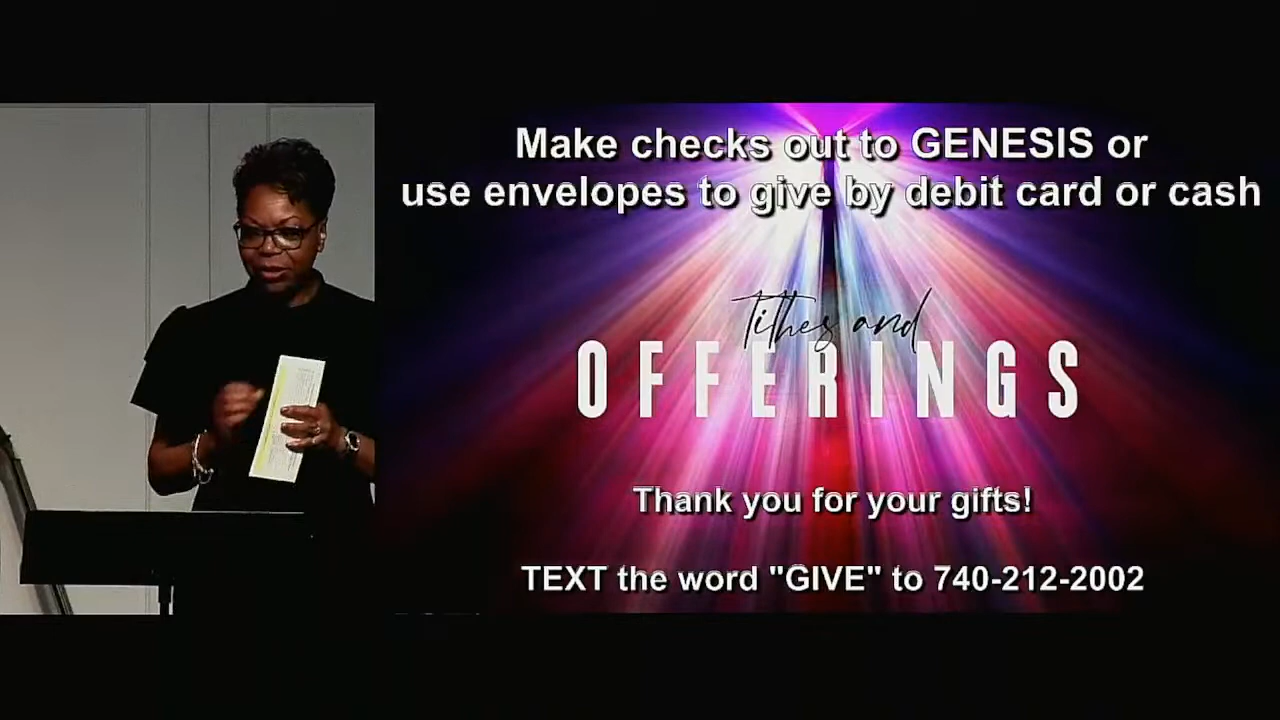 Make checks out to GENESIS or
use envelopes to give by debit card or cash
tithes and
OFFERINGS
Thank you for your gifts!
TEXT the word "GIVE" to 740-212-2002